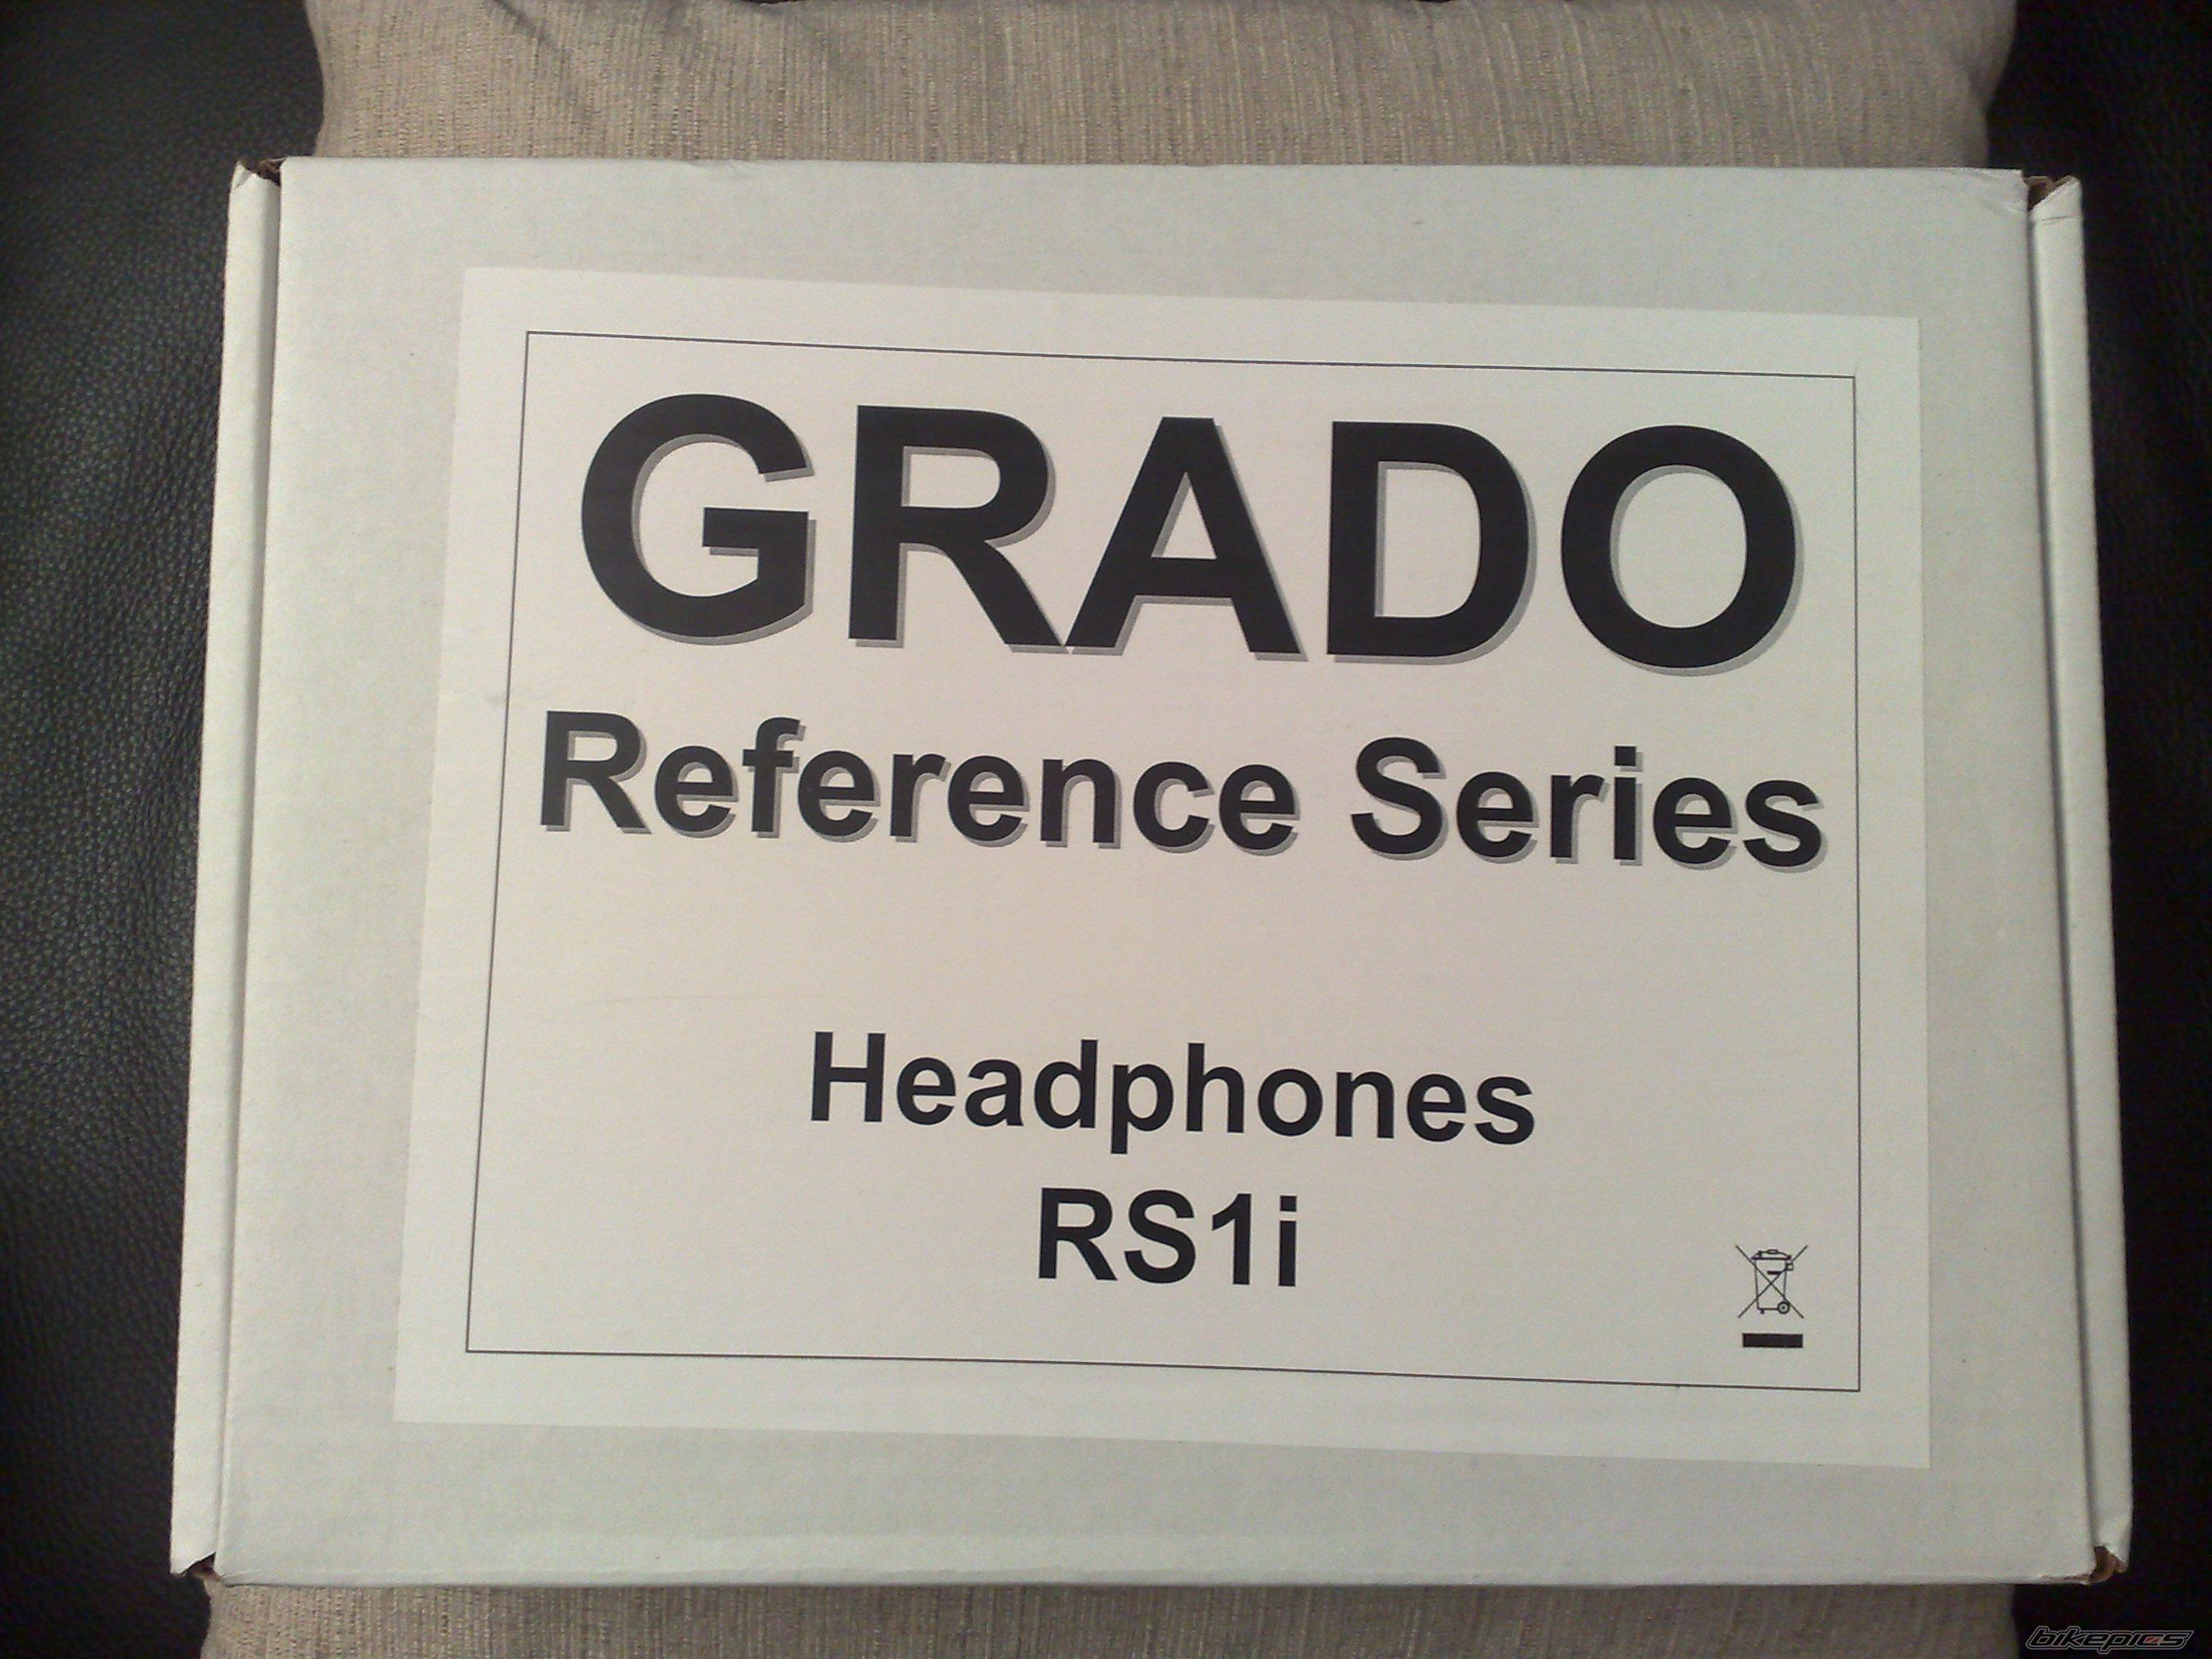 GRADO
Reference Series
Headphones
RS1i
bikepics